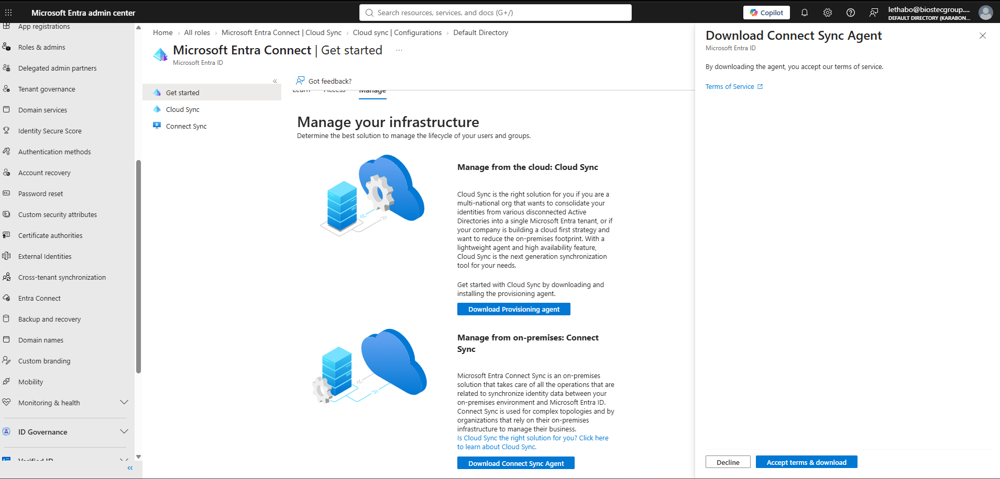 Microsoft Entra admin center
Search resources, services, and docs (G+/)
Copilot
lethabo@biostecgroup....
DEFAULT DIRECTORY (KARABON...
App registrations
Roles & admins
Delegated admin partners
Tenant governance
Domain services
Identity Secure Score
Authentication methods
Account recovery
Password reset
Custom security attributes
Certificate authorities
External Identities
Cross-tenant synchronization
Entra Connect
Backup and recovery
Domain names
Custom branding
Mobility
Monitoring & health
ID Governance
Verified ID
Home > All roles > Microsoft Entra Connect | Cloud Sync > Cloud sync | Configurations > Default Directory
Microsoft Entra Connect | Get started ...
Microsoft Entra ID
Get started
Cloud Sync
Connect Sync
Got feedback?
Learn Access Manage
Manage your infrastructure
Determine the best solution to manage the lifecycle of your users and groups.
Manage from the cloud: Cloud Sync
Cloud Sync is the right solution for you if you are a
multi-national org that wants to consolidate your
identities from various disconnected Active
Directories into a single Microsoft Entra tenant, or if
your company is building a cloud first strategy and
want to reduce the on-premises footprint. With a
lightweight agent and high availability feature,
Cloud Sync is the next generation synchronization
tool for your needs.
Get started with Cloud Sync by downloading and
installing the provisioning agent.
Download Provisioning agent
Manage from on-premises: Connect
Sync
Microsoft Entra Connect Sync is an on-premises
solution that takes care of all the operations that are
related to synchronize identity data between your
on-premises environment and Microsoft Entra ID.
Connect Sync is used for complex topologies and by
organizations that rely on their on-premises
infrastructure to manage their business.
Is Cloud Sync the right solution for you? Click here
to learn about Cloud Sync.
Download Connect Sync Agent
Download Connect Sync Agent
Microsoft Entra ID
By downloading the agent, you accept our terms of service.
Terms of Service
Decline
Accept terms & download